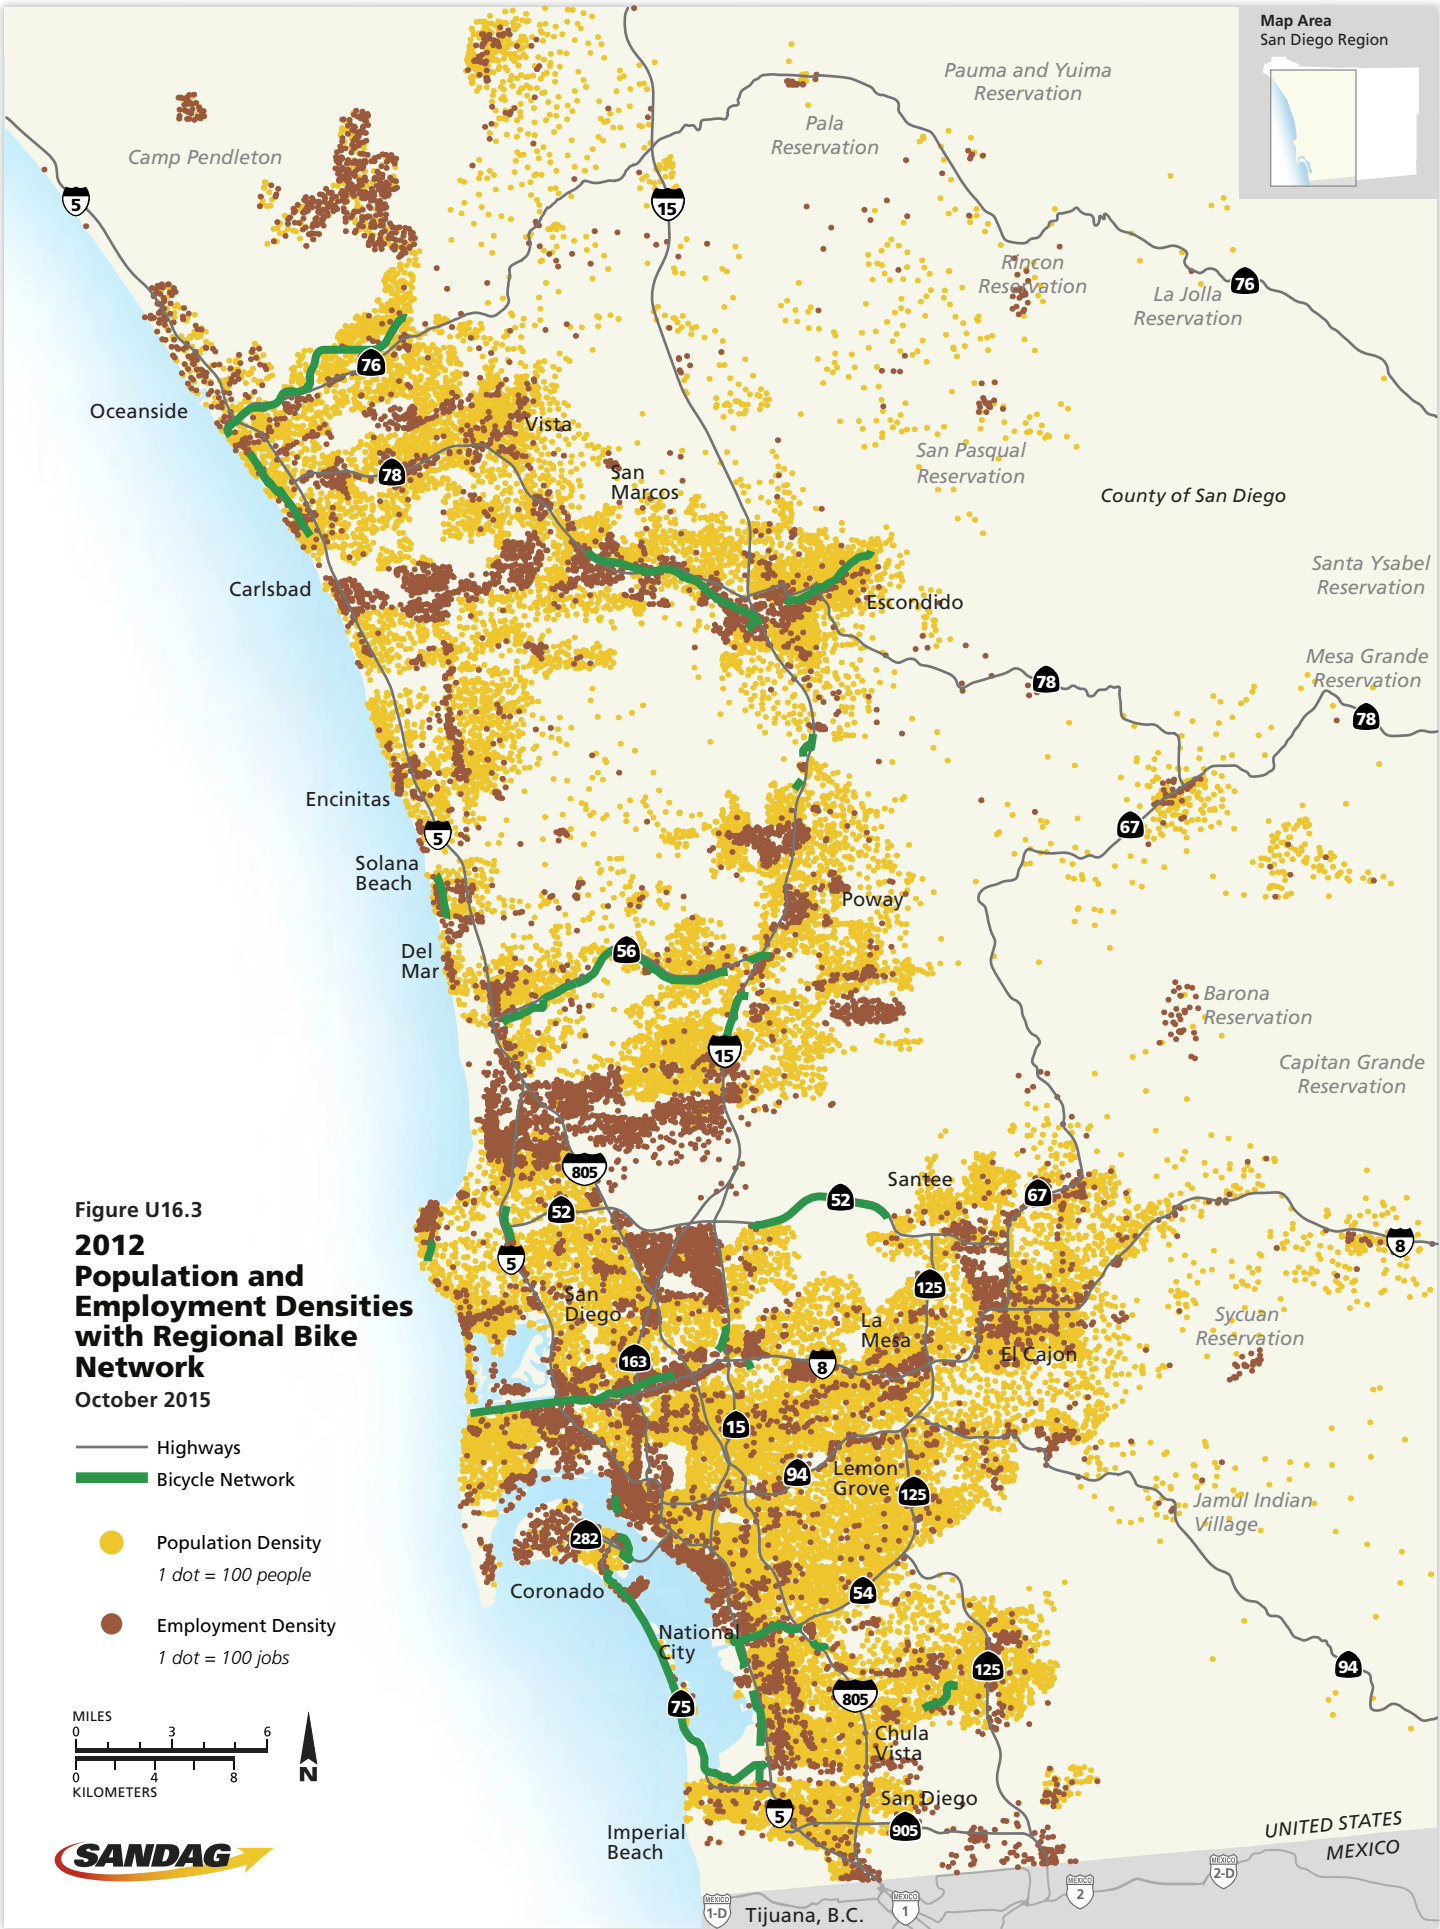 Map Area
San Diego Region
Pauma and Yuima
Reservation
Pala
Reservation
Camp Pendleton
5
15
Rincon
Reservation
La Jolla
Reservation
76
76
Oceanside
Vista
78
San
Marcos
San Pasqual
Reservation
County of San Diego
Santa Ysabel
Reservation
Carlsbad
Escondido
Mesa Grande
Reservation
78
78
Encinitas
67
5
Solana
Beach
Poway
Del
Mar
56
Barona
Reservation
15
Capitan Grande
Reservation
805
Santee
52
67
52
5
8
125
San
Diego
La
Mesa
Sycuan
Reservation
163
8
El Cajon
15
94
Lemon
Grove
125
Jamul Indian
Village
282
Coronado
54
National
City
125
94
75
805
Chula
Vista
San Diego
5
905
Imperial
Beach
UNITED STATES
MEXICO
MEXICO
2-D
MEXICO
2
MEXICO
1-D
Tijuana, B.C.
MEXICO
1
Figure U16.3
2012
Population and
Employment Densities
with Regional Bike
Network
October 2015
Highways
Bicycle Network
Population Density
1 dot = 100 people
Employment Density
1 dot = 100 jobs
MILES
0 3 6
0 4 8
KILOMETERS
N
SANDAG